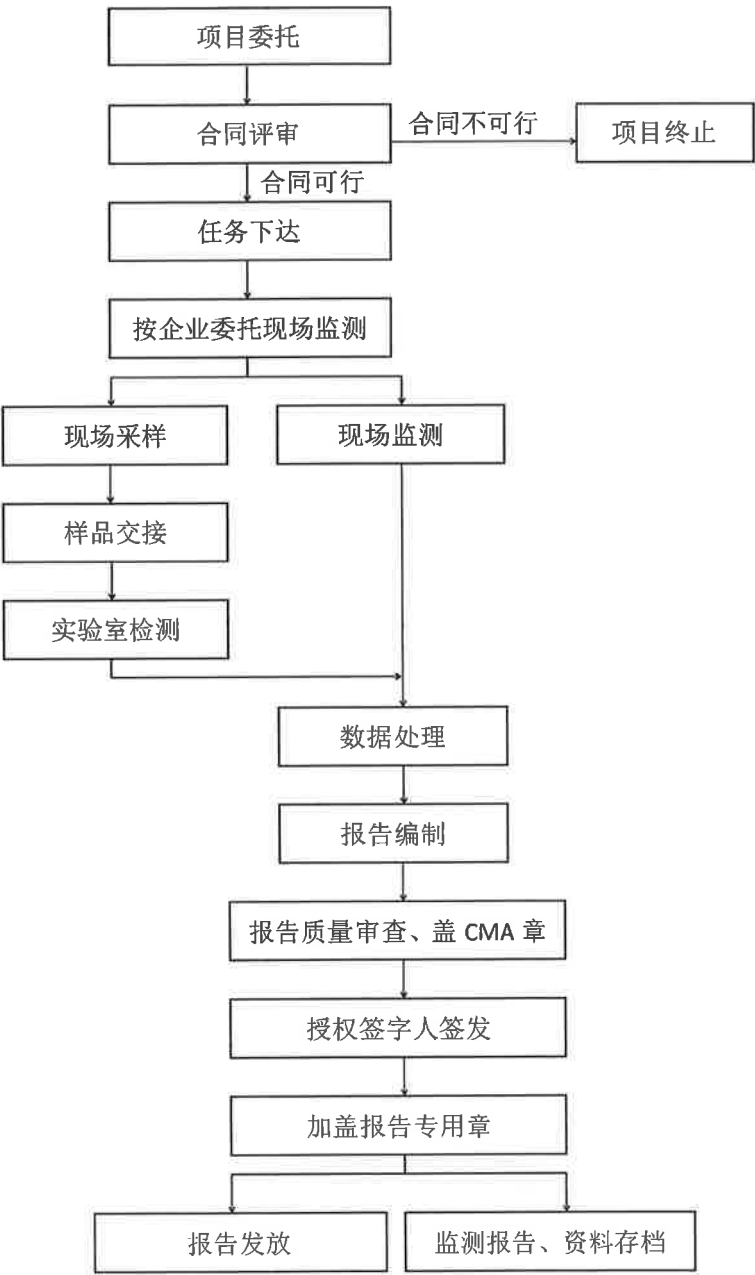 项目委托
合同评审
合同不可行
项目终止
合同可行
任务下达
按企业委托现场监测
现场采样
现场监测
样品交接
实验室检测
数据处理
报告编制
报告质量审查、盖 CMA 章
授权签字人签发
加盖报告专用章
报告发放
监测报告、资料存档